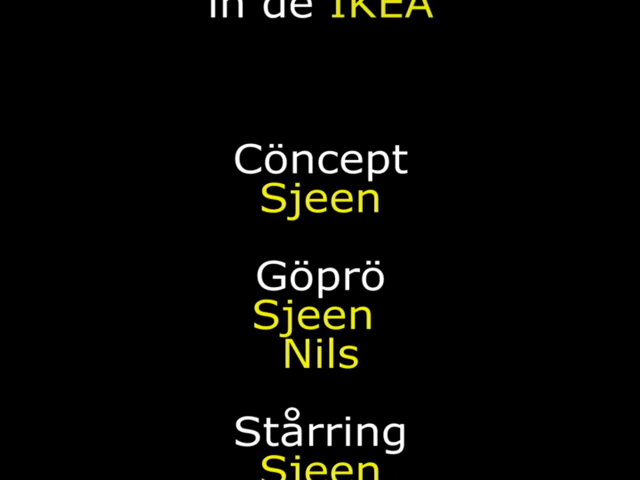 in de IKEA
Cöncept
Sjeen
Göprö
Sjeen
Nils
Stårring
Sjeen